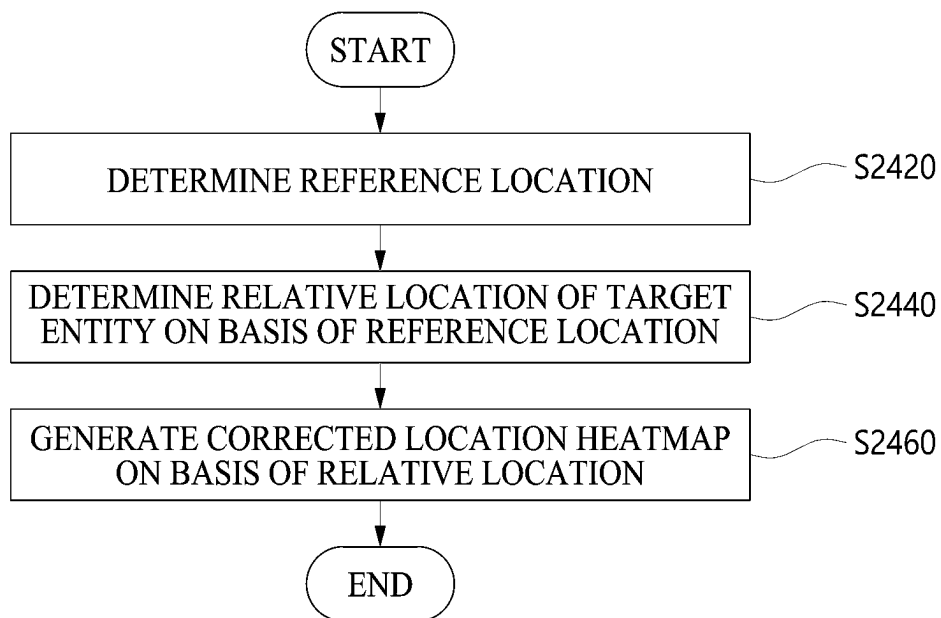 START
DETERMINE REFERENCE LOCATION
S2420
DETERMINE RELATIVE LOCATION OF TARGET
ENTITY ON BASIS OF REFERENCE LOCATION
S2440
GENERATE CORRECTED LOCATION HEATMAP
ON BASIS OF RELATIVE LOCATION
S2460
END